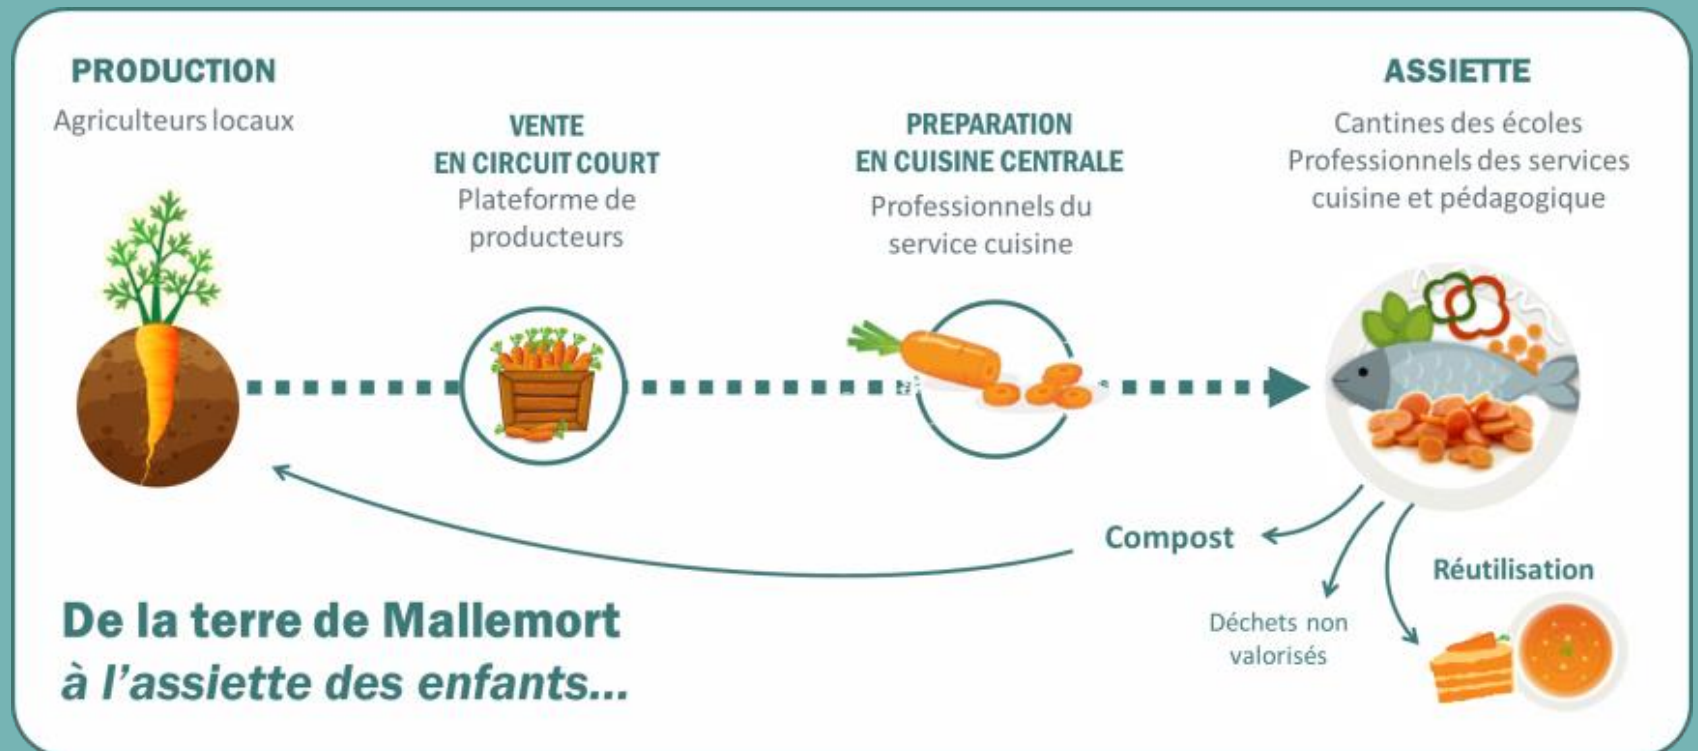 PRODUCTION
Agriculteurs locaux
VENTE
EN CIRCUIT COURT
Plateforme de
producteurs
PREPARATION
EN CUISINE CENTRALE
Professionnels du
service cuisine
ASSIETTE
Cantines des écoles
Professionnels des services
cuisine et pédagogique
Compost
Déchets non
valorisés
Réutilisation
De la terre de Mallemort
à l’assiette des enfants...